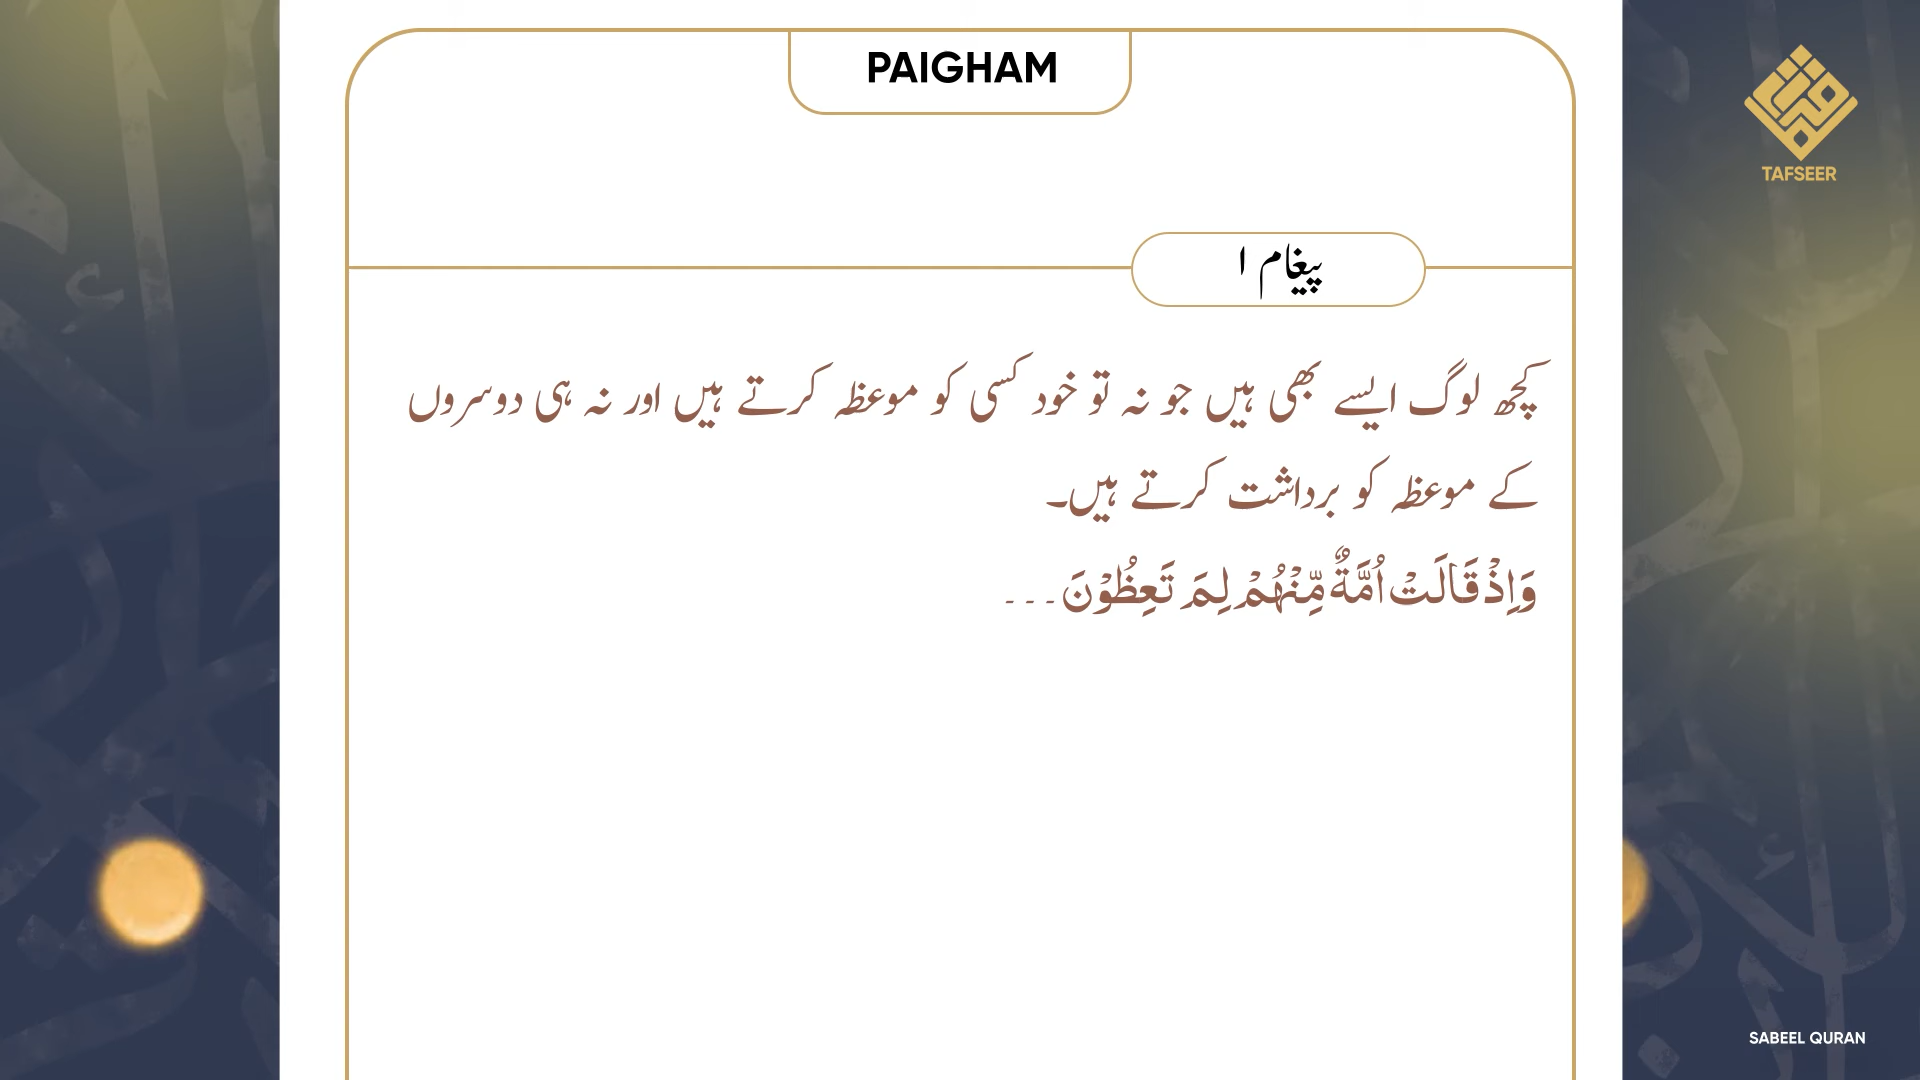 PAIGHAM
TAFSEER
پیغام ۱
کچھ لوگ ایسے بھی ہیں جو نہ تو خود کسی کو موعظہ کرتے ہیں اور نہ ہی دوسروں
کے موعظہ کو برداشت کرتے ہیں۔
وَاِذْ قَالَتْ اُمَّةٌ مِّنْهُمْ لِمَ تَعِظُوْنَ۔۔۔
SABEEL QURAN